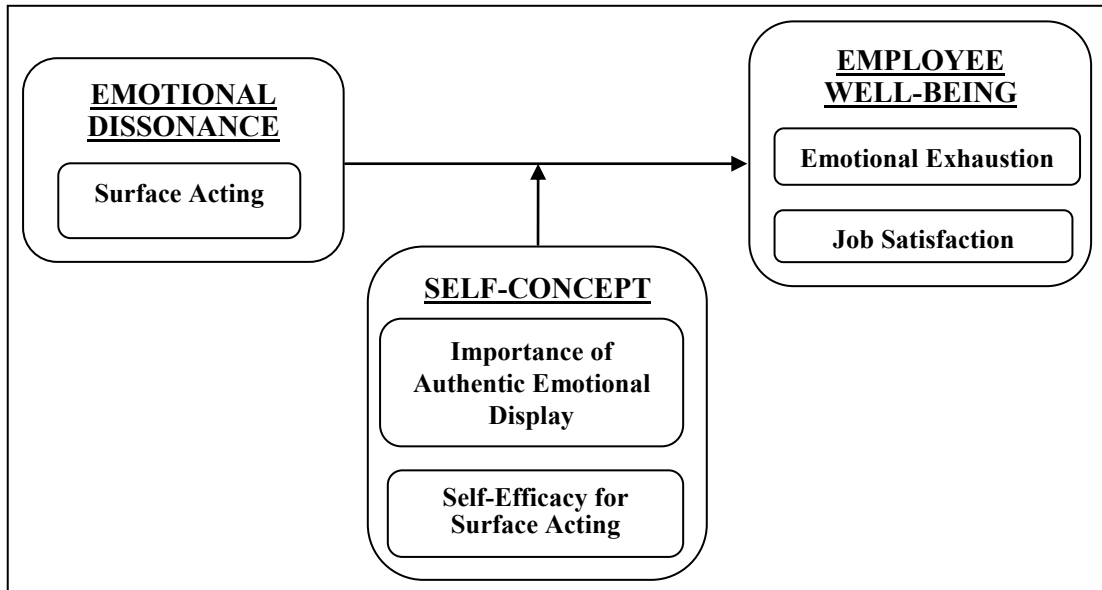 EMOTIONAL
DISSONANCE
Surface Acting
EMPLOYEE
WELL-BEING
Emotional Exhaustion
Job Satisfaction
SELF-CONCEPT
Importance of
Authentic Emotional
Display
Self-Efficacy for
Surface Acting